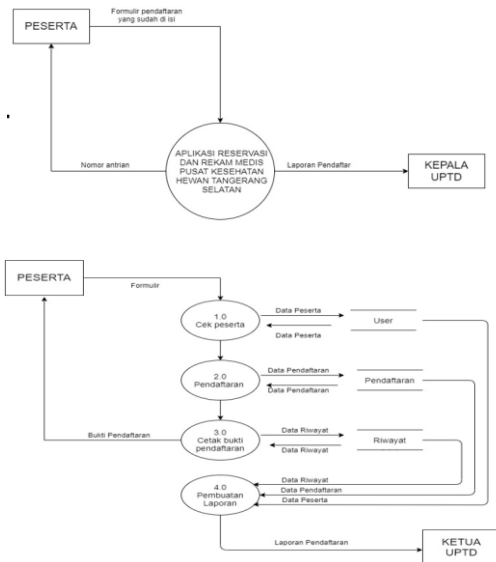 Formulir pendaftaran
yang sudah di isi
PESERTA
APLIKASI RESERVASI
DAN REKAM MEDIS
PUSAT KESEHATAN
HEWAN TANGERANG
SELATAN
Nomor antrian
Laporan Pendaftar
KEPALA
UPTD
PESERTA
Formulir
1.0
Cek peserta
Data Peserta
Data Peserta
User
2.0
Pendaftaran
Data Pendaftaran
Data Pendaftaran
Pendaftaran
Bukti Pendaftaran
3.0
Cetak bukti
pendaftaran
Data Riwayat
Data Riwayat
Riwayat
4.0
Pembuatan
Laporan
Data Riwayat
Data Pendaftaran
Data Peserta
Laporan Pendaftaran
KETUA
UPTD